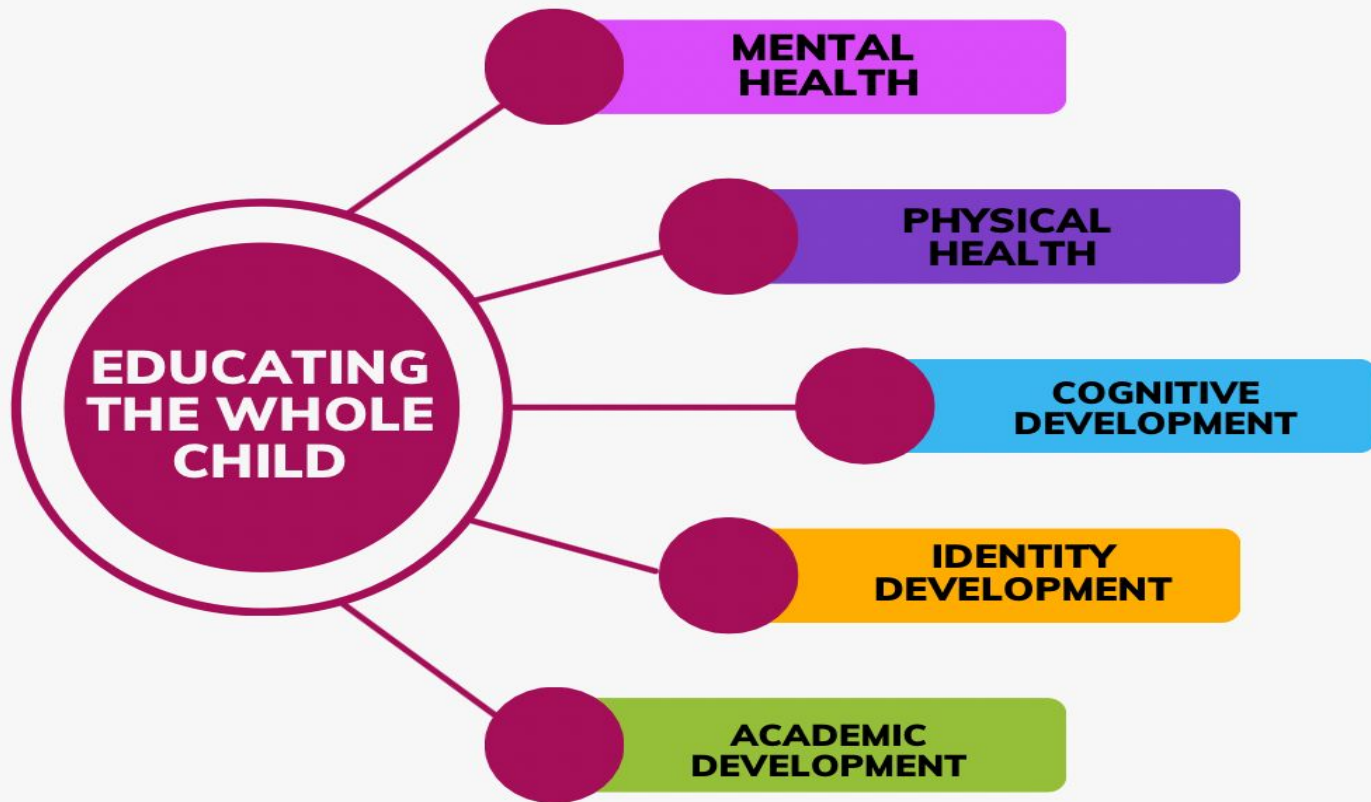 EDUCATING
THE WHOLE
CHILD
MENTAL
HEALTH
PHYSICAL
HEALTH
COGNITIVE
DEVELOPMENT
IDENTITY
DEVELOPMENT
ACADEMIC
DEVELOPMENT